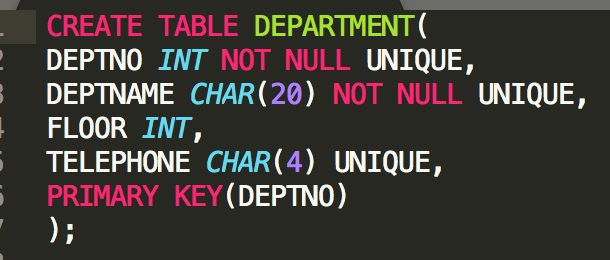 CREATE TABLE DEPARTMENT(
DEPTNO INT NOT NULL UNIQUE,
DEPTNAME CHAR(20) NOT NULL UNIQUE,
FLOOR INT,
TELEPHONE CHAR(4) UNIQUE,
PRIMARY KEY(DEPTNO)
);